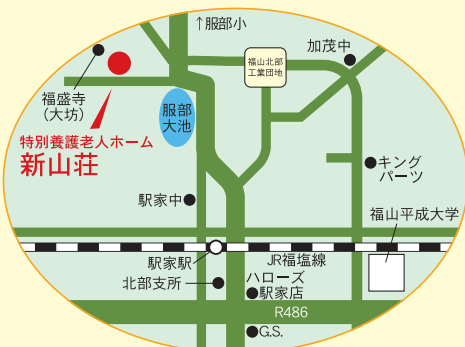 ↑服部小
加茂中
福山北部
工業団地
福盛寺
(大坊)
服部
大池
特別養護老人ホーム
新山荘
キング
パーツ
駅家中
福山平成大学
駅家駅
JR福塩線
北部支所
ハローズ
駅家店
R486
G.S.